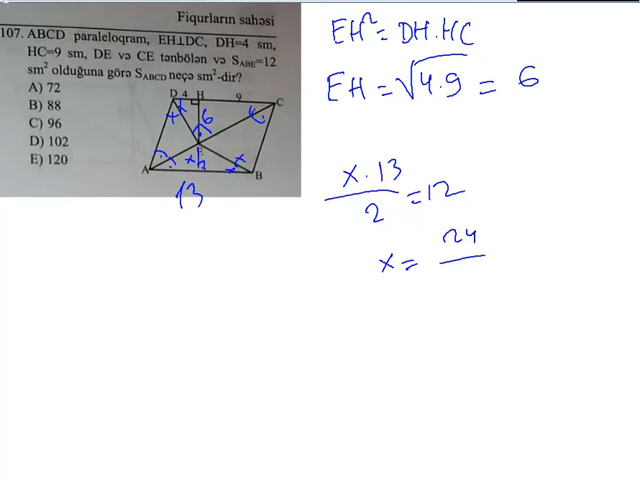 Fiqurların sahəsi
107. ABCD paraleloqram, EH⊥DC, DH=4 sm,
HC=9 sm, DE və CE tənbölən və S_ABE=12
sm² olduğuna görə S_ABCD neçə sm²-dir?
A) 72
B) 88
C) 96
D) 102
E) 120
D 4 H 9 C
6
E
x
x
x
A B
13
EH² = DH·HC
EH = √4·9 = 6
x·13/2 = 12
x = 24